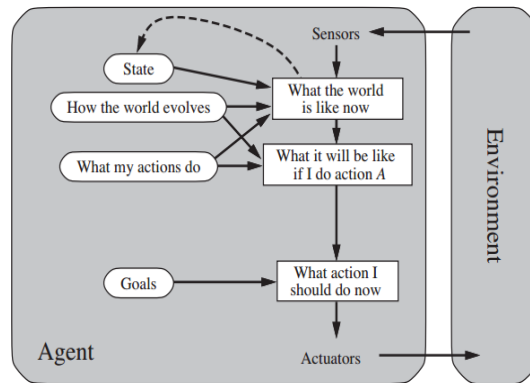 Sensors
State
What the world
is like now
How the world evolves
What my actions do
What it will be like
if I do action A
Goals
What action I
should do now
Agent
Actuators
Environment